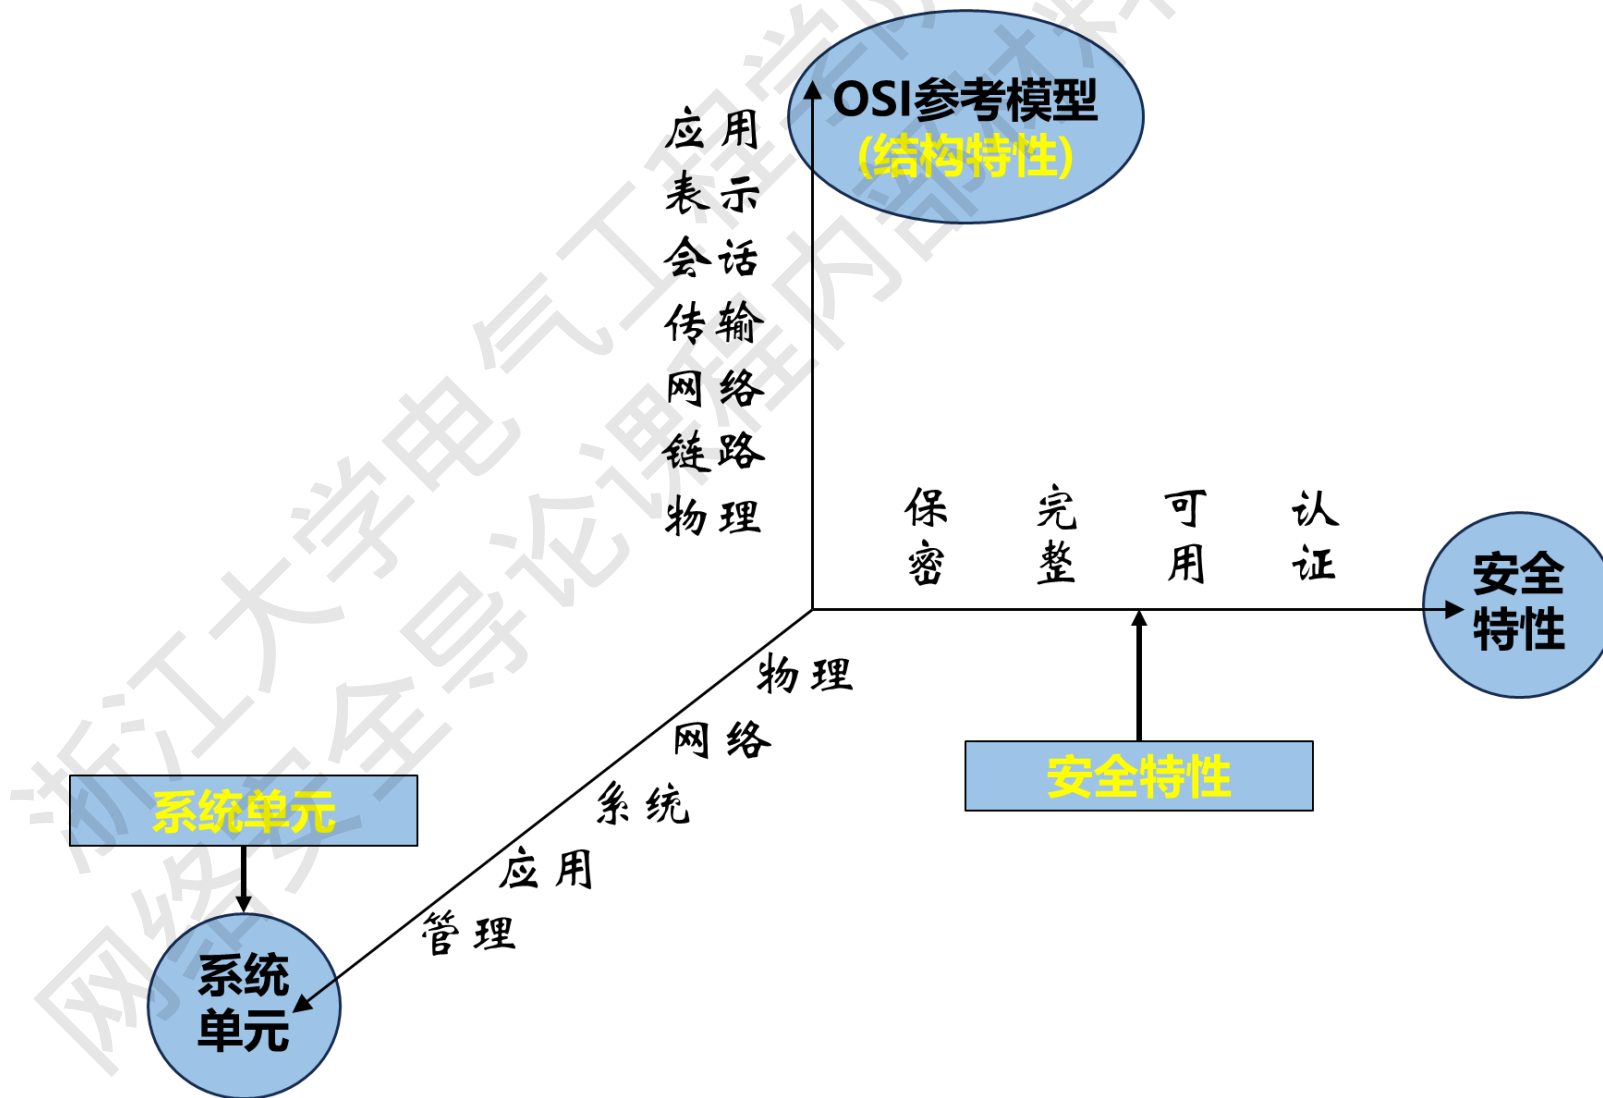 OSI参考模型
(结构特性)
应用
表示
会话
传输
网络
链路
物理
保密
完整
可用
认证
安全
特性
物理
网络
系统
应用
管理
安全特性
系统单元
系统
单元
浙江大学电气工程学院
网络安全导论课程内部材料